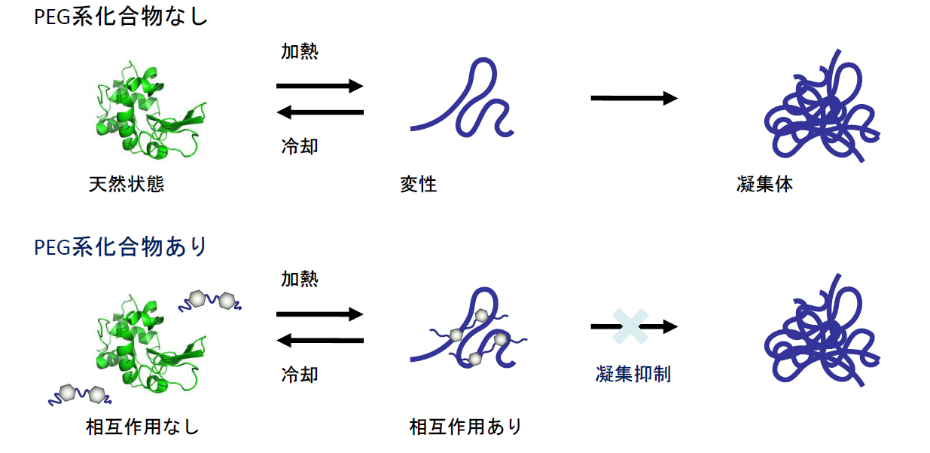 PEG系化合物なし
加熱
冷却
天然状態
変性
凝集体
PEG系化合物あり
加熱
冷却
凝集抑制
相互作用なし
相互作用あり